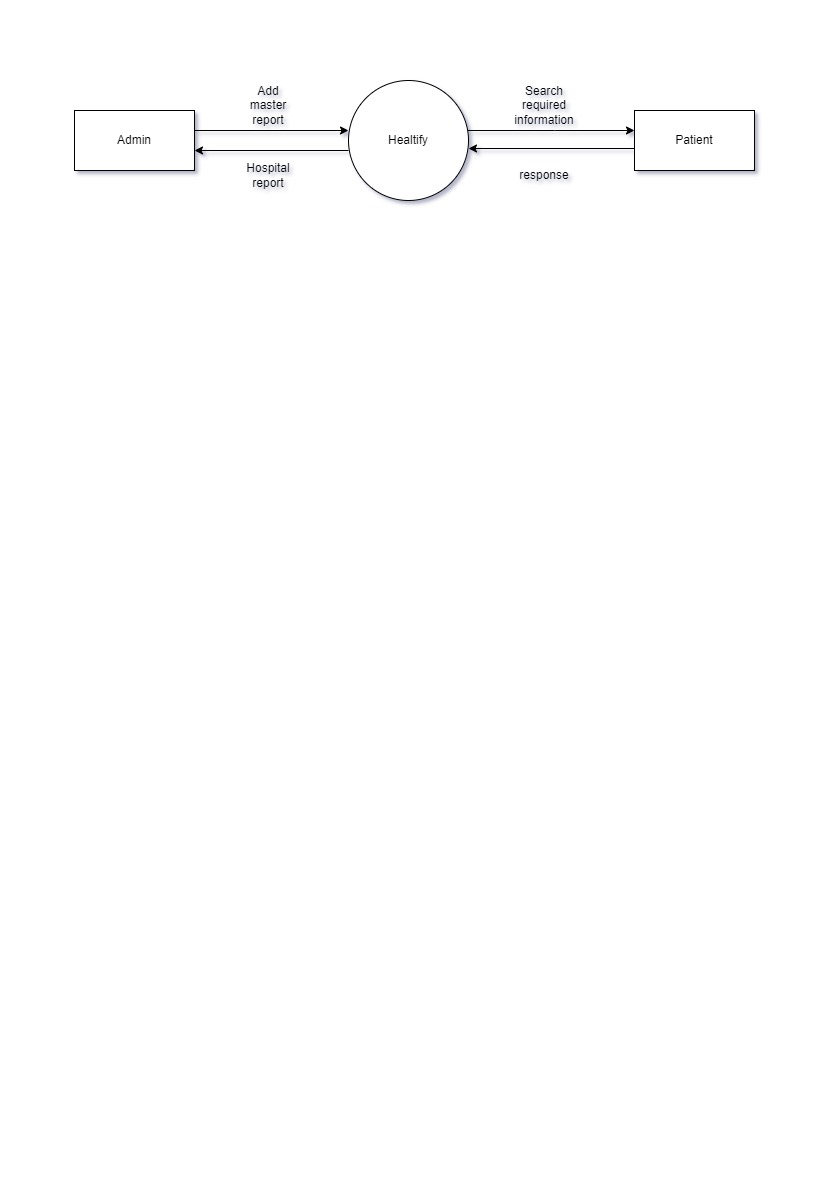 Add
master
report
Search
required
information
Admin
Healtify
Patient
Hospital
report
response